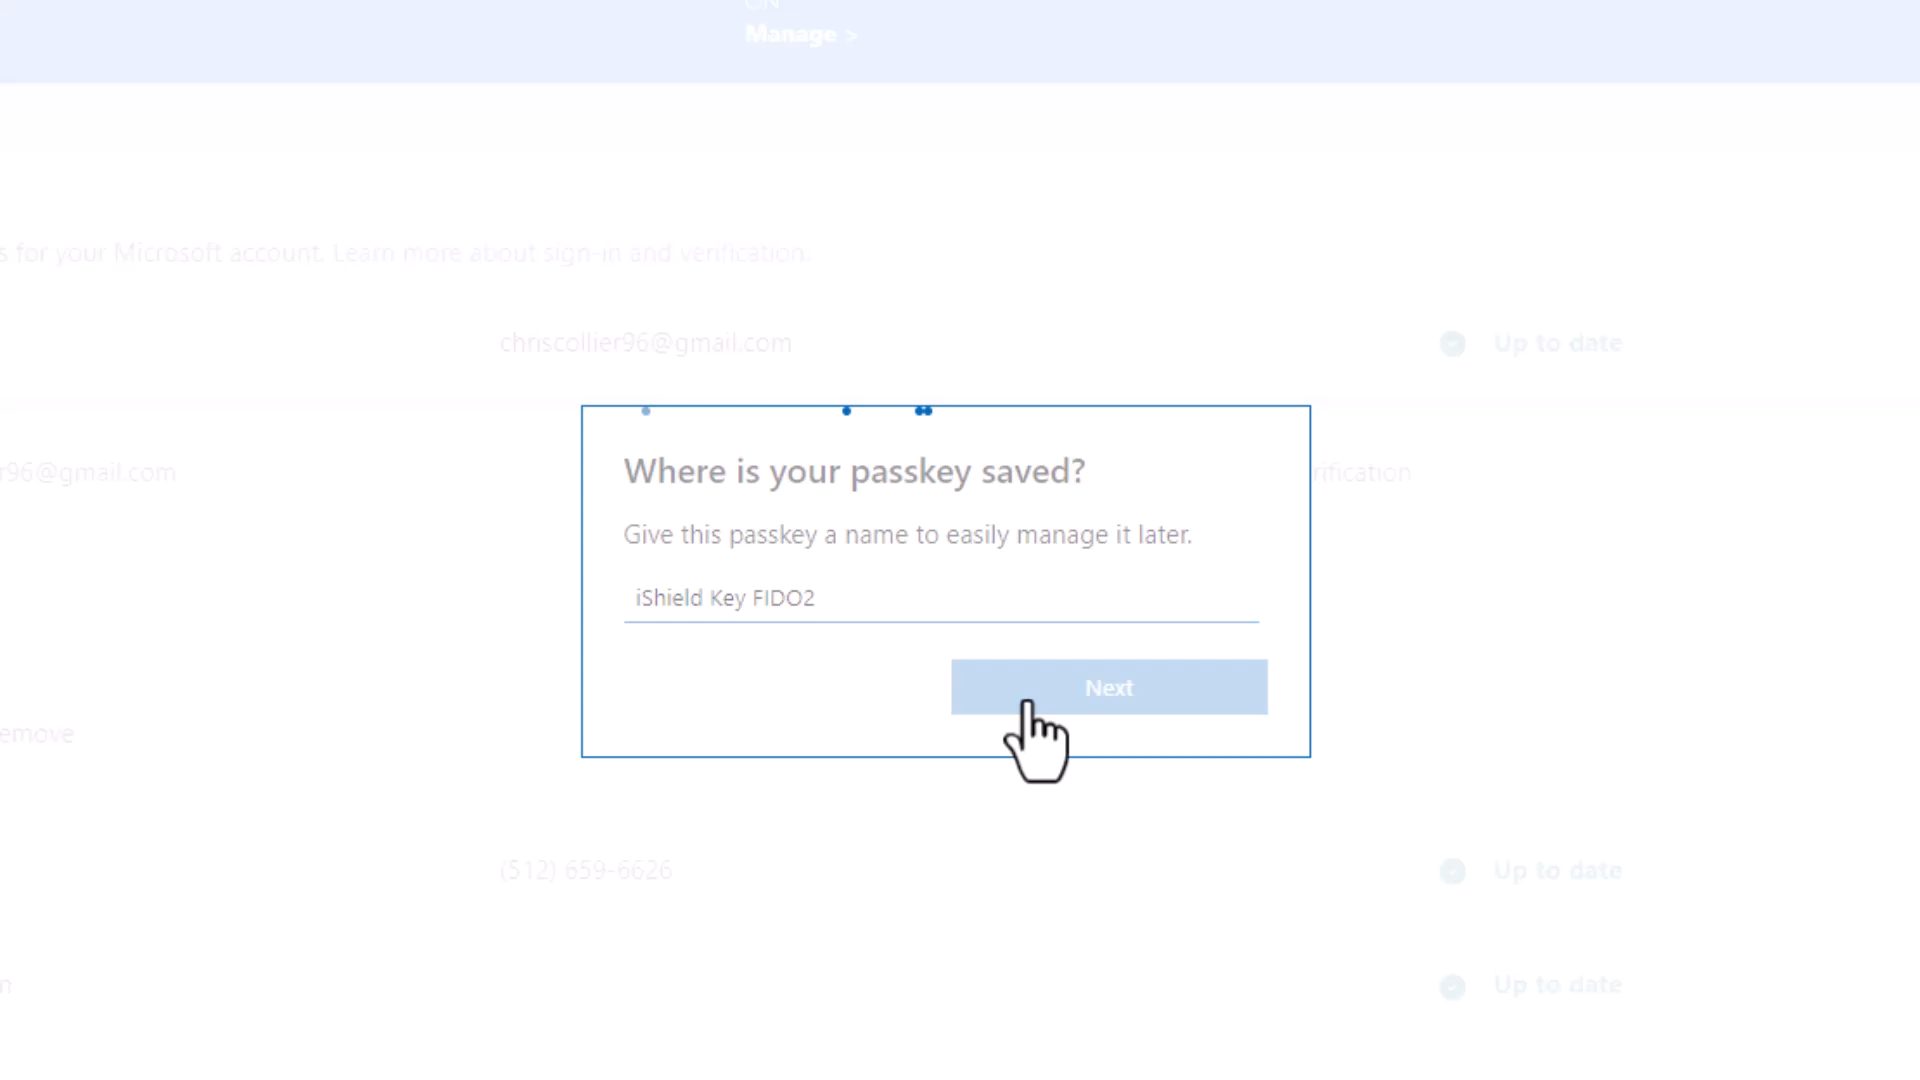 Manage >
s for your Microsoft account. Learn more about sign-in and verification.
chriscollier96@gmail.com
Up to date
Where is your passkey saved?
r96@gmail.com
rification
Give this passkey a name to easily manage it later.
iShield Key FIDO2
Next
emove
(512) 659-6626
Up to date
n
Up to date